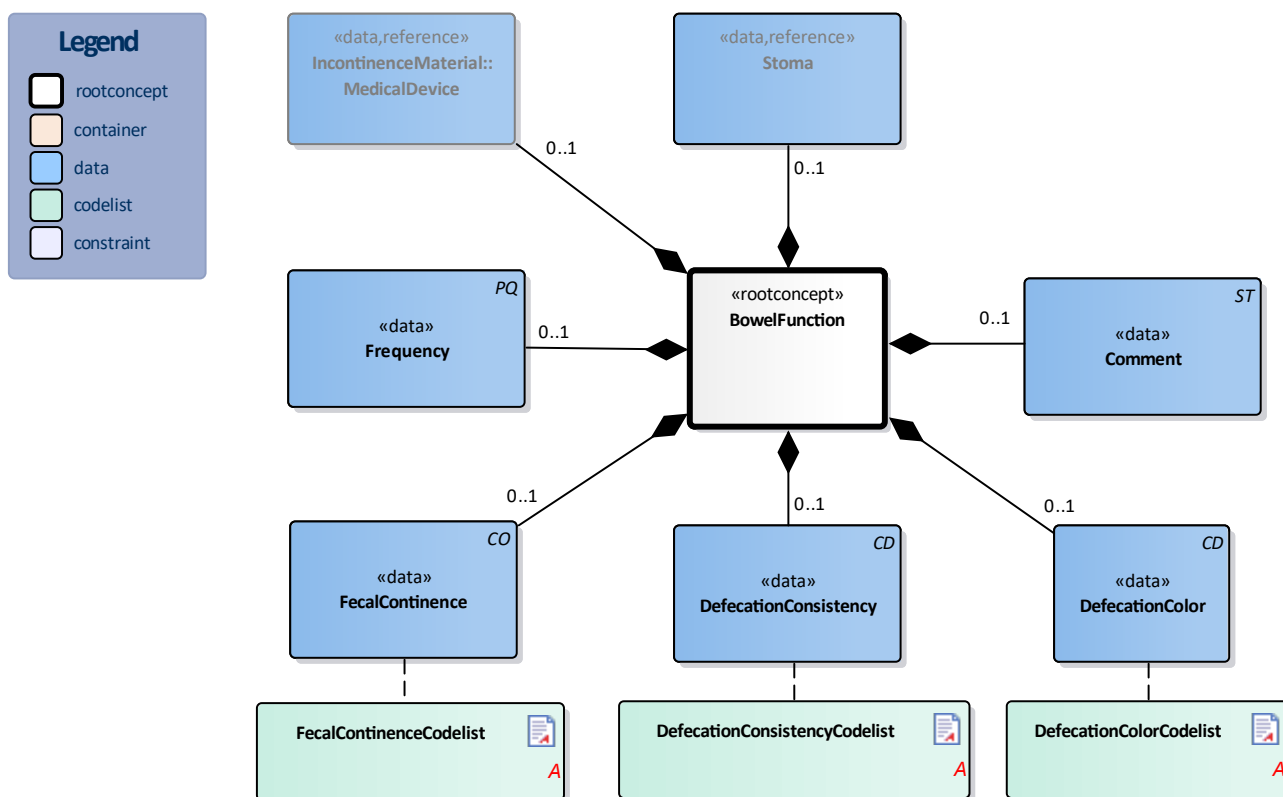 Legend
rootconcept
container
data
codelist
constraint
«data,reference»
IncontinenceMaterial::
MedicalDevice
0..1
«data,reference»
Stoma
0..1
PQ
«data»
Frequency
0..1
«rootconcept»
BowelFunction
ST
«data»
Comment
0..1
CO
«data»
FecalContinence
0..1
CD
«data»
DefecationConsistency
0..1
CD
«data»
DefecationColor
0..1
FecalContinenceCodelist
A
DefecationConsistencyCodelist
A
DefecationColorCodelist
A